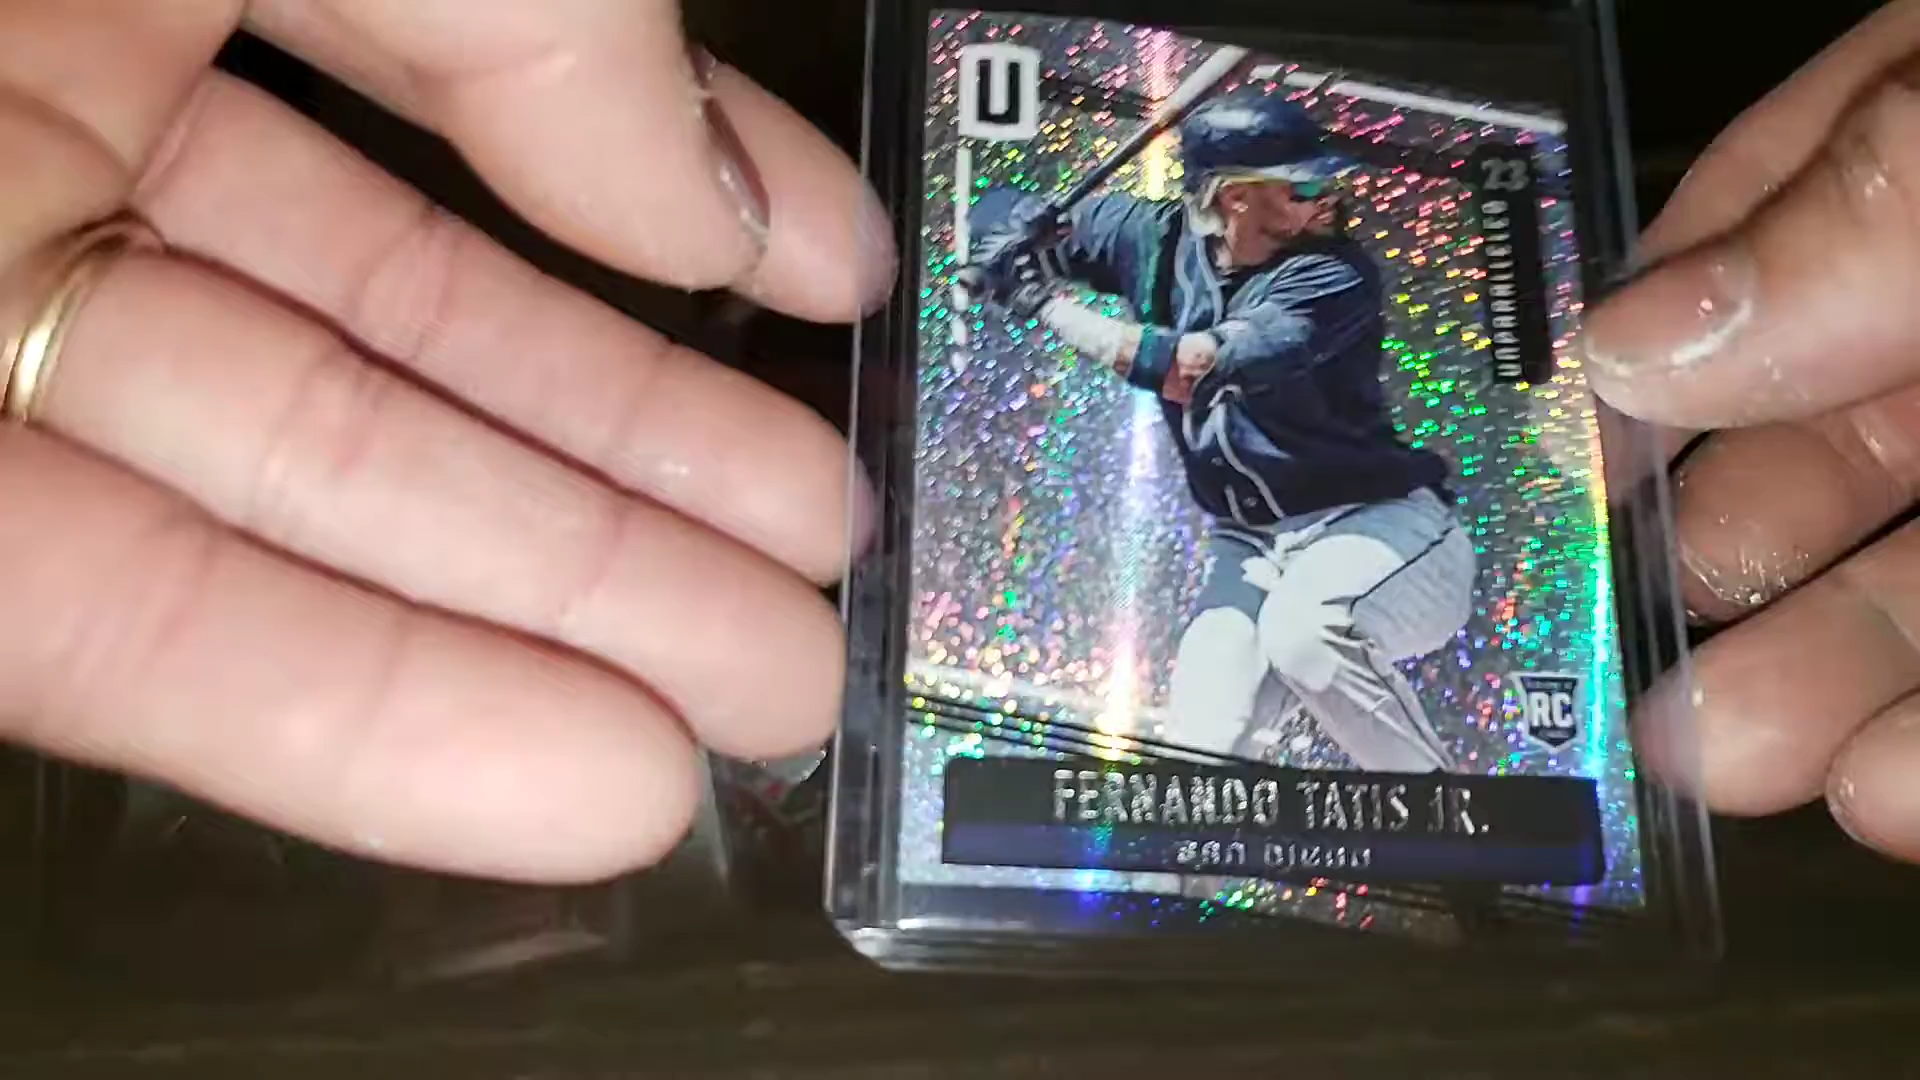 U
23
UNPARALLELED
RC
FERNANDO TATIS JR.
SAN DIEGO